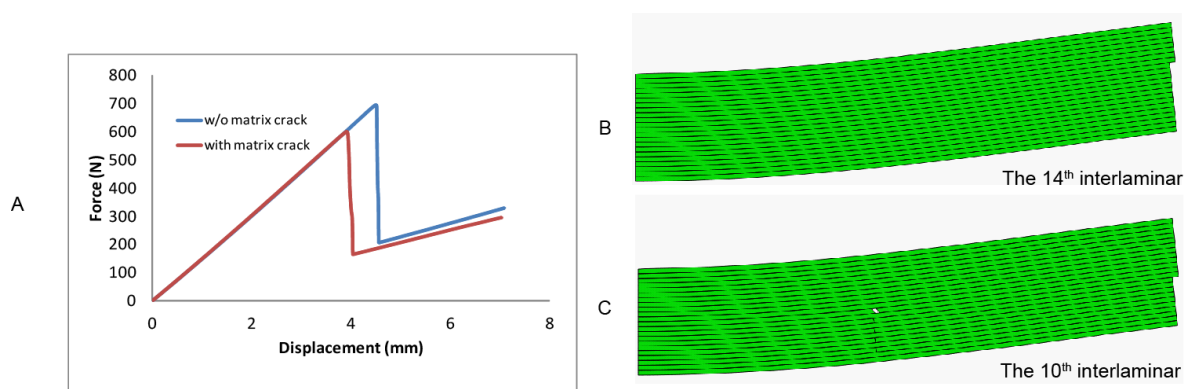 A
800
700
600
500
400
300
200
100
0
Force (N)
w/o matrix crack
with matrix crack
0 2 4 6 8
Displacement (mm)
B
The 14th interlaminar
C
The 10th interlaminar